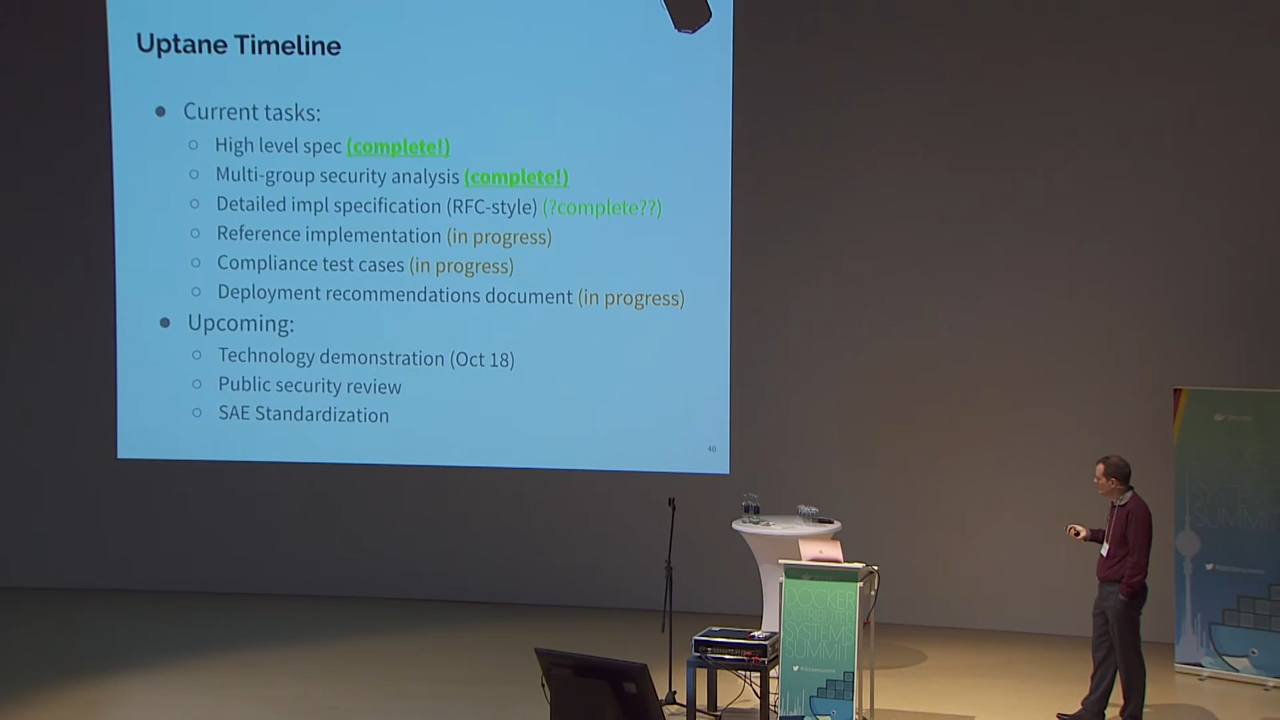 Uptane Timeline
Current tasks:
High level spec (complete!)
Multi-group security analysis (complete!)
Detailed impl specification (RFC-style) (?complete??)
Reference implementation (in progress)
Compliance test cases (in progress)
Deployment recommendations document (in progress)
Upcoming:
Technology demonstration (Oct 18)
Public security review
SAE Standardization
40
DOCKER
SYSTEMS
SUMMIT
SUMMIT